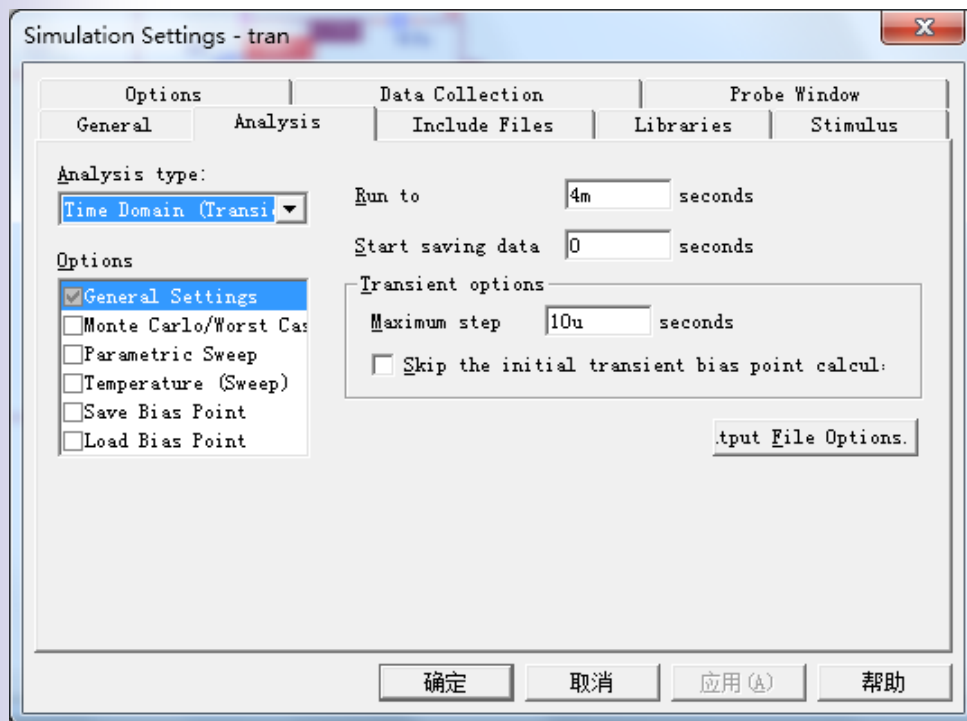 Simulation Settings - tran
Options Data Collection Probe Window
General Analysis Include Files Libraries Stimulus
Analysis type:
Time Domain (Transi
Run to 4m seconds
Start saving data 0 seconds
Options
General Settings
Monte Carlo/Worst Cas
Parametric Sweep
Temperature (Sweep)
Save Bias Point
Load Bias Point
Transient options
Maximum step 10u seconds
Skip the initial transient bias point calcul
.tput File Options.
确定 取消 应用(A) 帮助